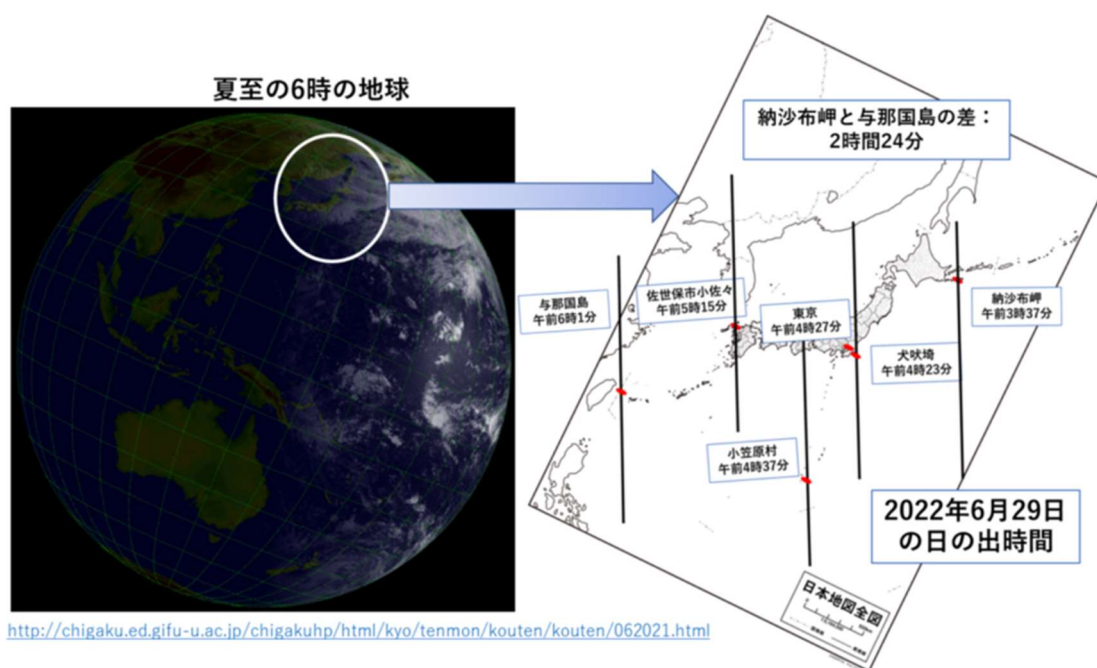 夏至の6時の地球
納沙布岬と与那国島の差：
2時間24分
与那国島
午前6時1分
佐世保市小佐々
午前5時15分
東京
午前4時27分
納沙布岬
午前3時37分
犬吠埼
午前4時23分
小笠原村
午前4時37分
2022年6月29日
の日の出時間
日本地図全図
http://chigaku.ed.gifu-u.ac.jp/chigakuhp/html/kyo/tenmon/kouten/kouten/062021.html